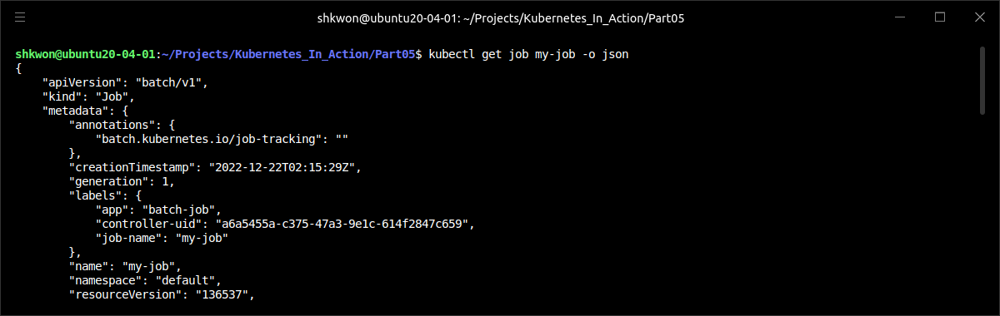 shkwon@ubuntu20-04-01: ~/Projects/Kubernetes_In_Action/Part05
shkwon@ubuntu20-04-01:~/Projects/Kubernetes_In_Action/Part05$ kubectl get job my-job -o json
{
    "apiVersion": "batch/v1",
    "kind": "Job",
    "metadata": {
        "annotations": {
            "batch.kubernetes.io/job-tracking": ""
        },
        "creationTimestamp": "2022-12-22T02:15:29Z",
        "generation": 1,
        "labels": {
            "app": "batch-job",
            "controller-uid": "a6a5455a-c375-47a3-9e1c-614f2847c659",
            "job-name": "my-job"
        },
        "name": "my-job",
        "namespace": "default",
        "resourceVersion": "136537",